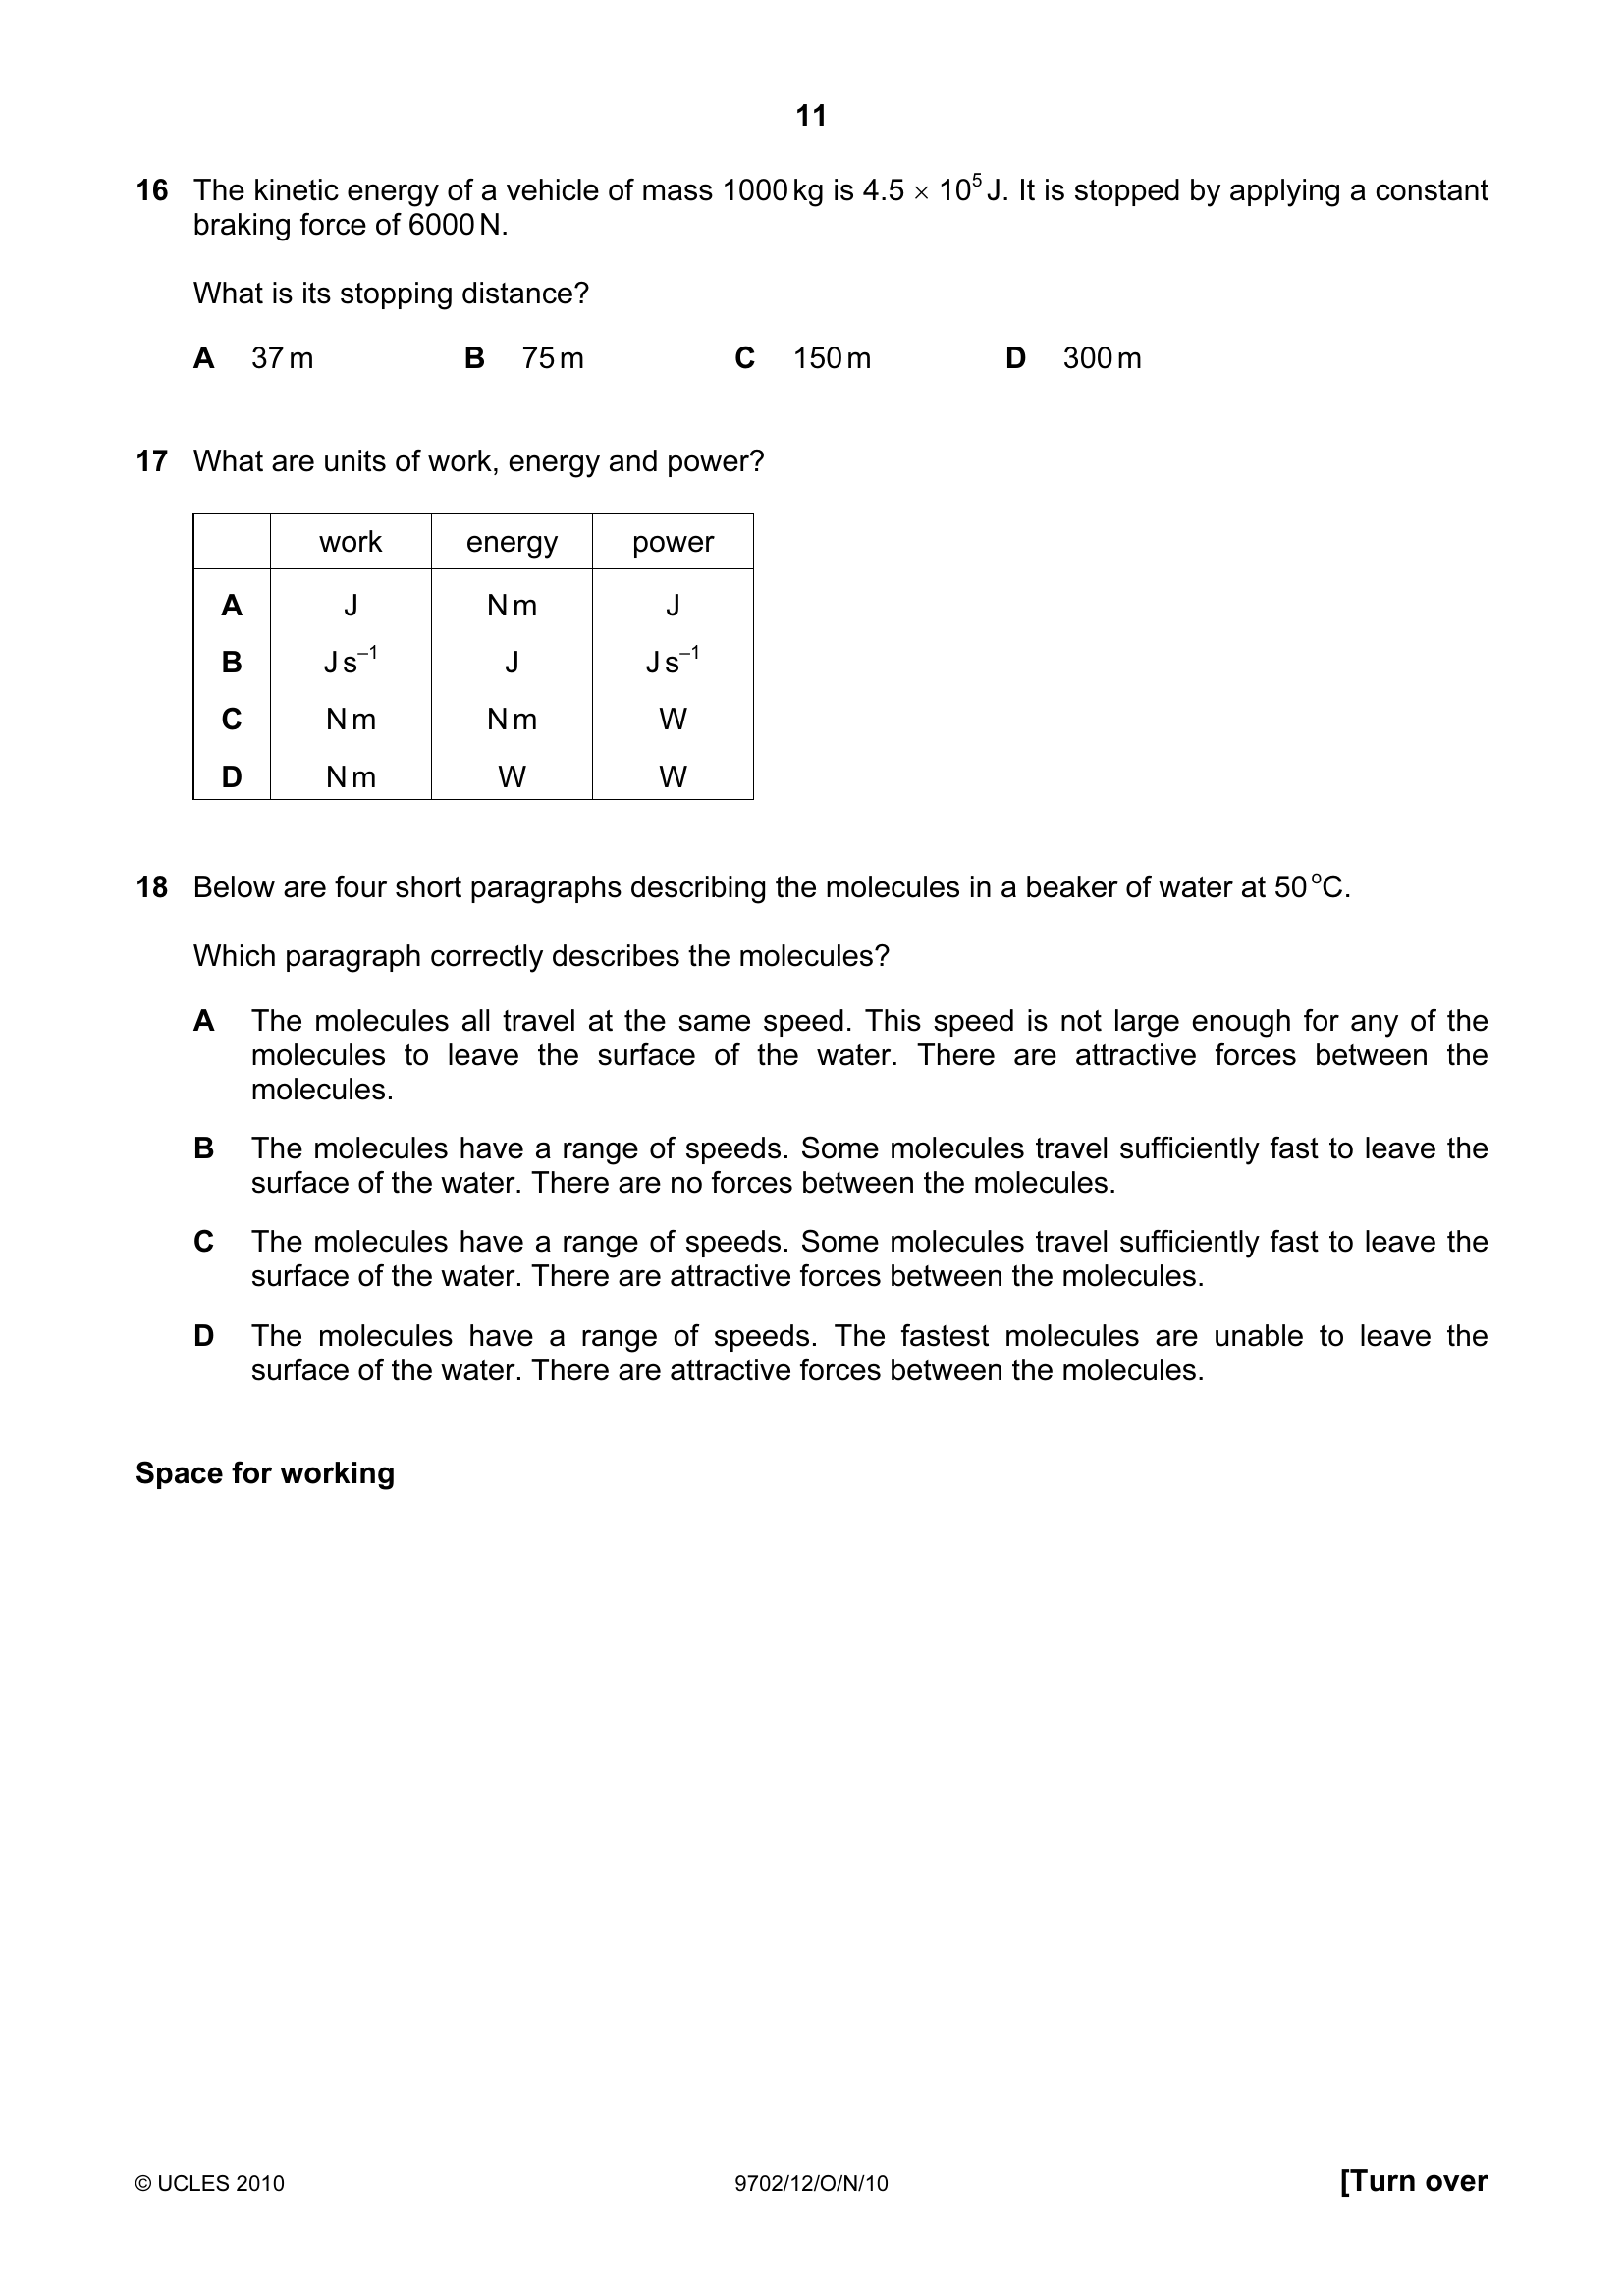 11
16 The kinetic energy of a vehicle of mass 1000 kg is 4.5 × 10⁵ J. It is stopped by applying a constant
braking force of 6000 N.
What is its stopping distance?
A 37 m B 75 m C 150 m D 300 m
17 What are units of work, energy and power?
work energy power
A J N m J
B J s⁻¹ J J s⁻¹
C N m N m W
D N m W W
18 Below are four short paragraphs describing the molecules in a beaker of water at 50 °C.
Which paragraph correctly describes the molecules?
A The molecules all travel at the same speed. This speed is not large enough for any of the
molecules to leave the surface of the water. There are attractive forces between the
molecules.
B The molecules have a range of speeds. Some molecules travel sufficiently fast to leave the
surface of the water. There are no forces between the molecules.
C The molecules have a range of speeds. Some molecules travel sufficiently fast to leave the
surface of the water. There are attractive forces between the molecules.
D The molecules have a range of speeds. The fastest molecules are unable to leave the
surface of the water. There are attractive forces between the molecules.
Space for working
© UCLES 2010 9702/12/O/N/10 [Turn over